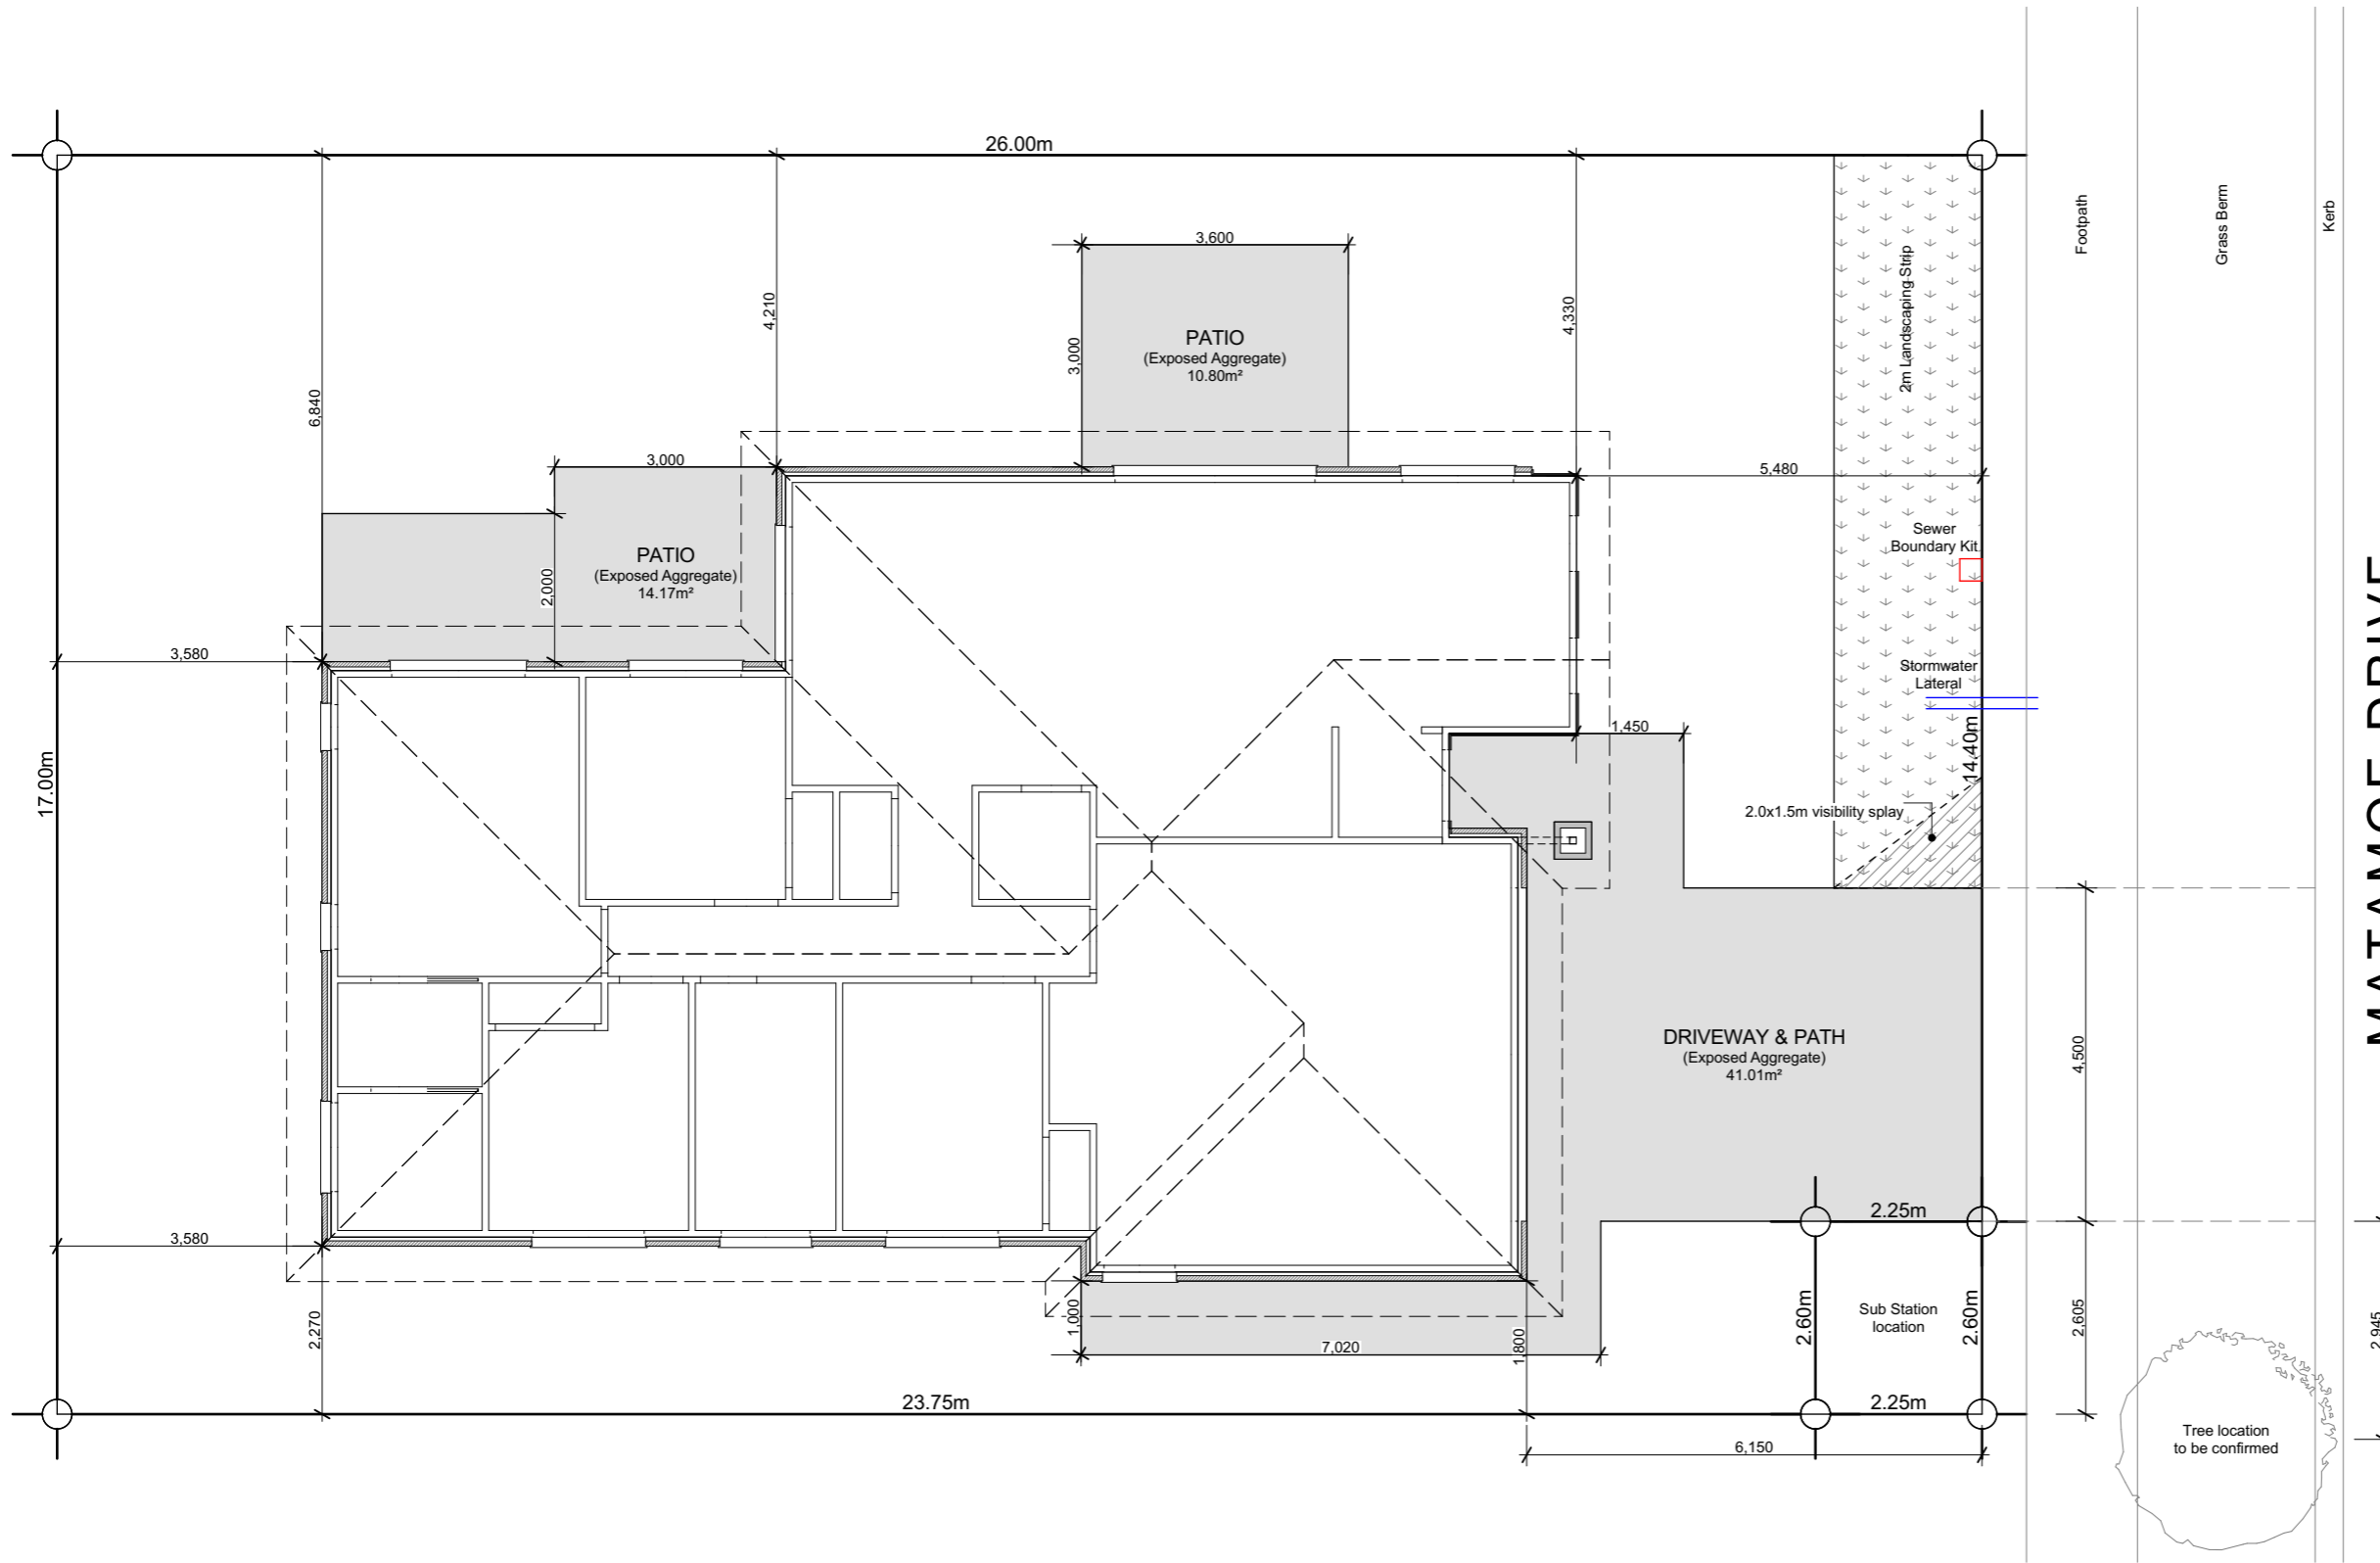 26.00m
3,600
6,840
4,210
3,000
PATIO
(Exposed Aggregate)
10.80m²
4,330
2m Landscaping Strip
Footpath
Grass Berm
Kerb
3,000
5,480
PATIO
(Exposed Aggregate)
14.17m²
2,000
Sewer
Boundary Kit
3,580
Stormwater
Lateral
1,450
14.40m
17.00m
2.0x1.5m visibility splay
DRIVEWAY & PATH
(Exposed Aggregate)
41.01m²
4,500
MATAMOE DRIVE
3,580
2.25m
2,270
1,000
7,020
1,800
2.60m
Sub Station
location
2.60m
2,605
2,945
23.75m
2.25m
6,150
Tree location
to be confirmed